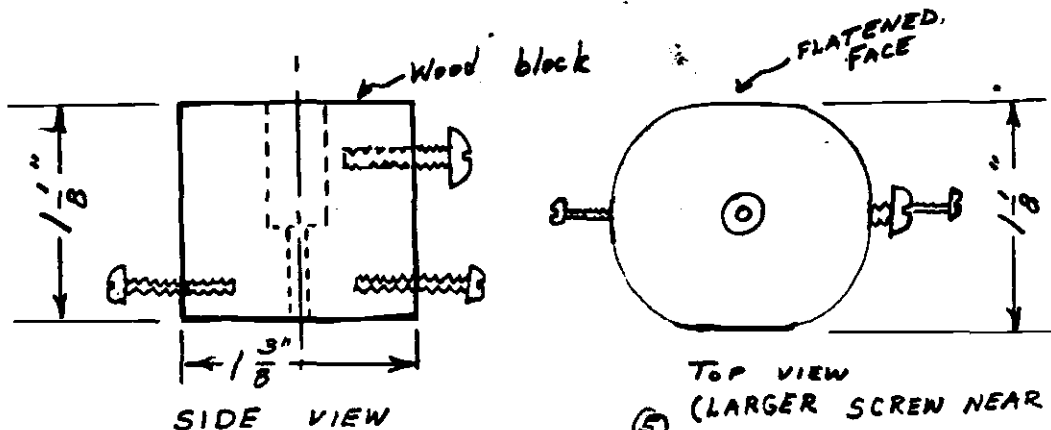 Wood block
FLATENED.
FACE
1 1/8"
1 3/8"
SIDE VIEW
1 1/8"
TOP VIEW
(5) (LARGER SCREW NEAR